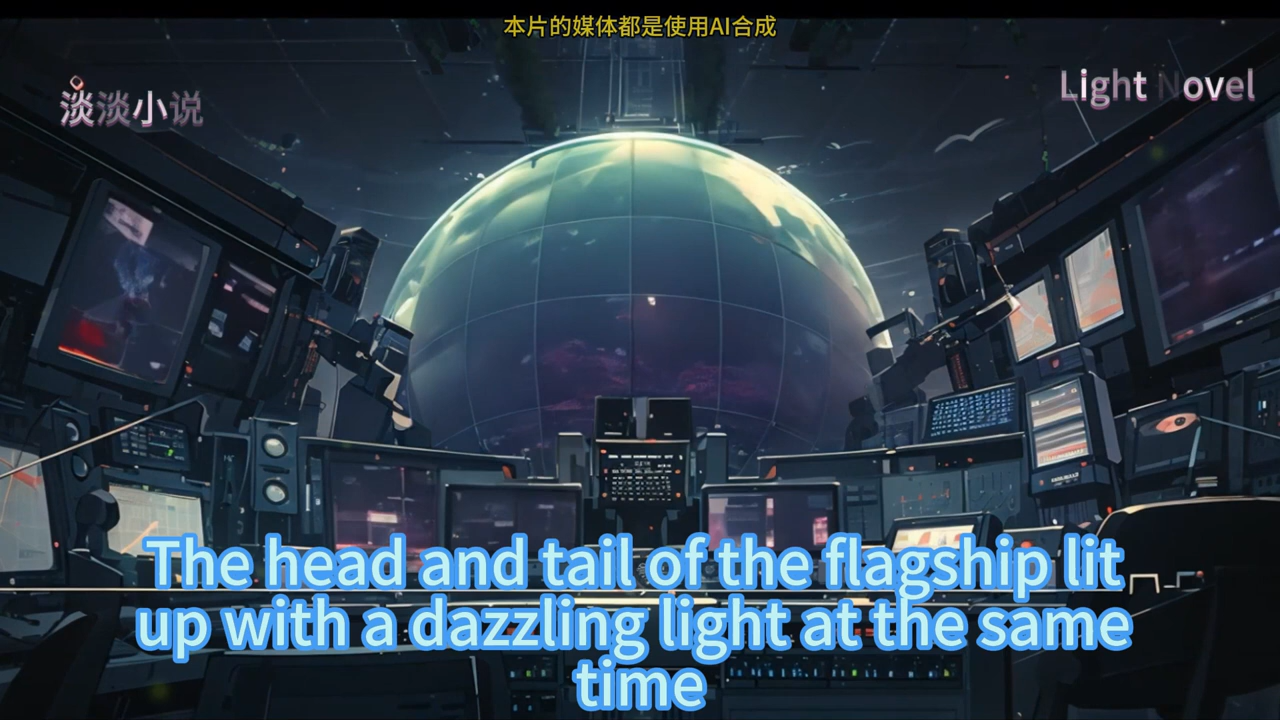 本片的媒体都是使用AI合成
淡淡小说
Light Novel
The head and tail of the flagship lit
up with a dazzling light at the same
time